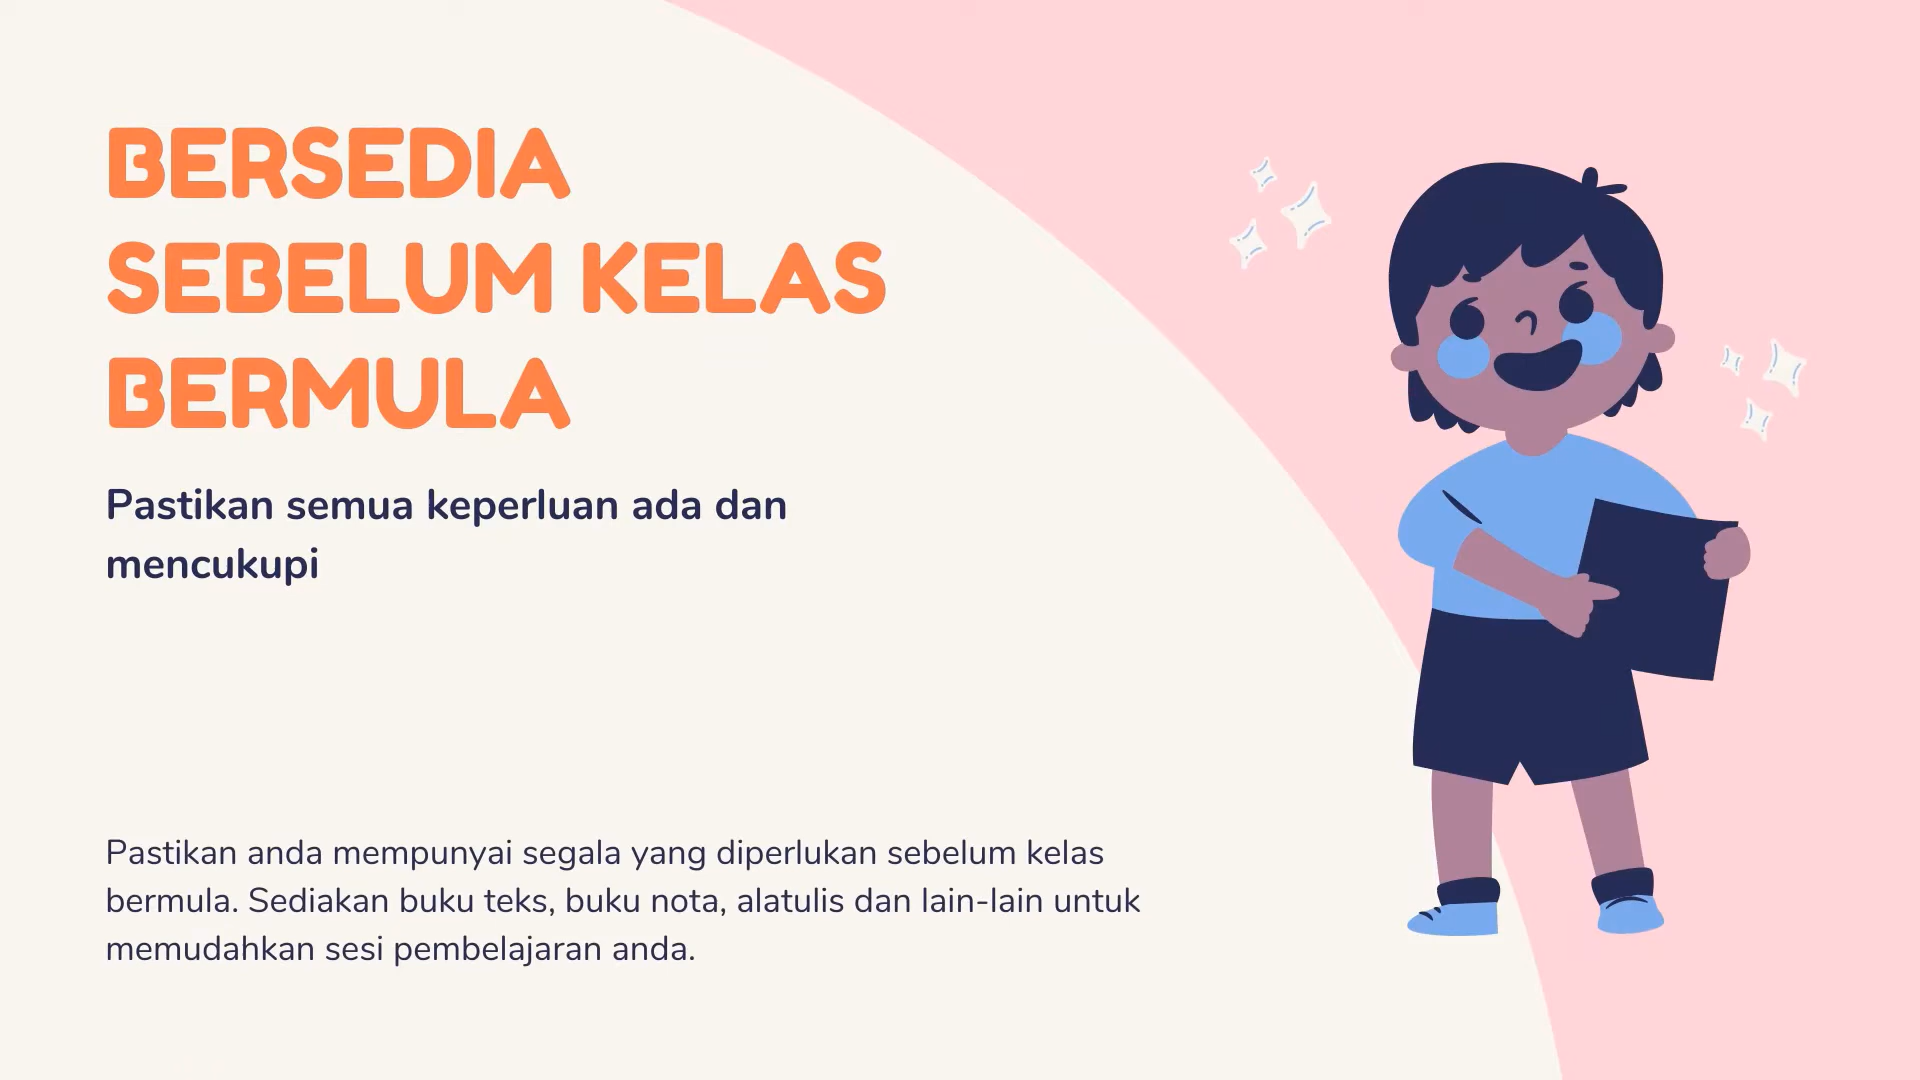 BERSEDIA
SEBELUM KELAS
BERMULA
Pastikan semua keperluan ada dan
mencukupi
Pastikan anda mempunyai segala yang diperlukan sebelum kelas
bermula. Sediakan buku teks, buku nota, alatulis dan lain-lain untuk
memudahkan sesi pembelajaran anda.